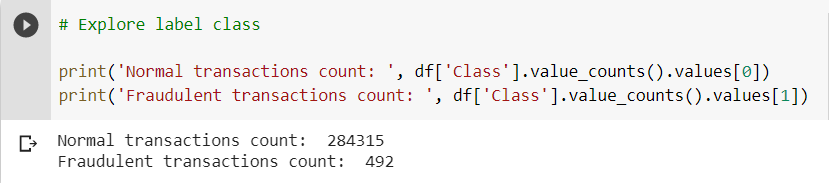 # Explore label class
print('Normal transactions count: ', df['Class'].value_counts().values[0])
print('Fraudulent transactions count: ', df['Class'].value_counts().values[1])
Normal transactions count:  284315
Fraudulent transactions count:  492